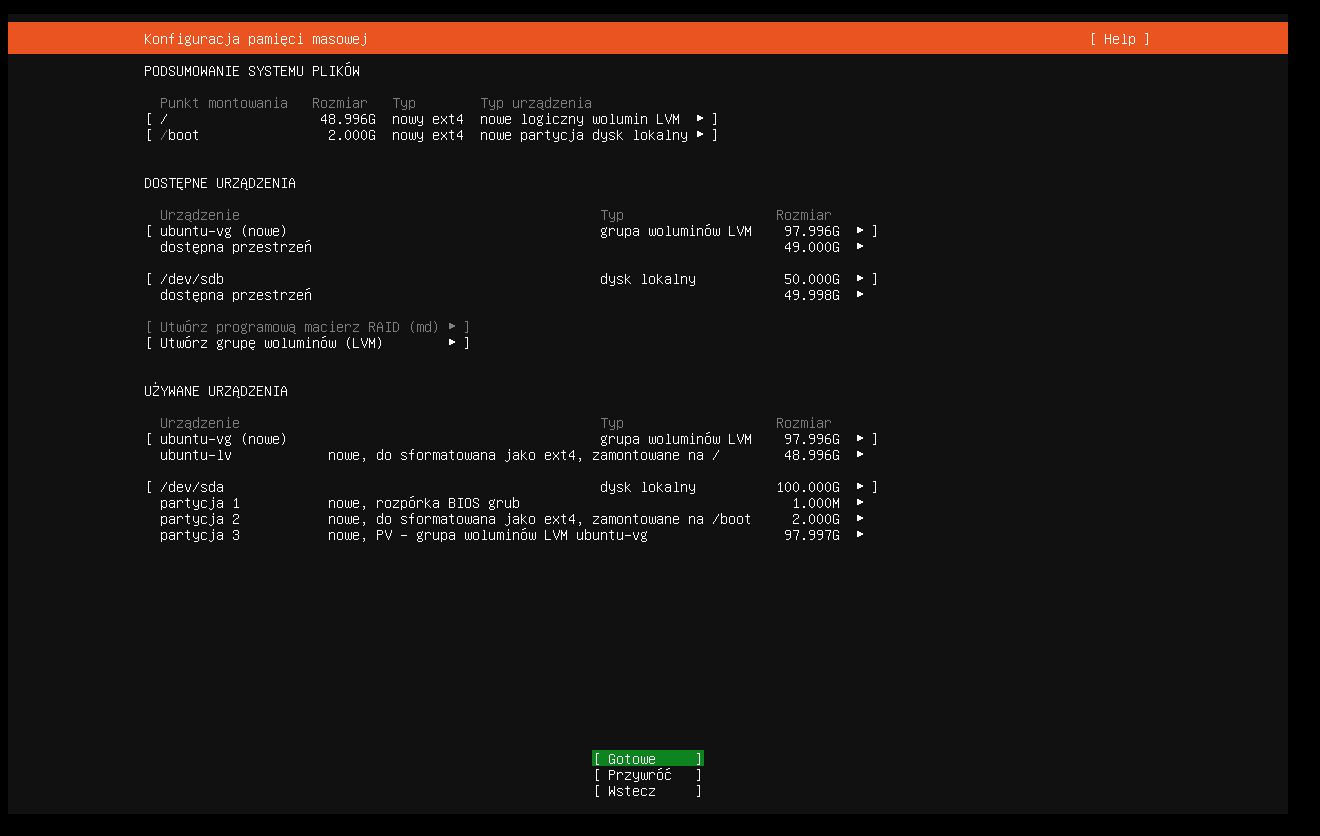 Konfiguracja pamięci masowej [ Help ]
PODSUMOWANIE SYSTEMU PLIKÓW
Punkt montowania Rozmiar Typ Typ urządzenia
[ / 48.996G nowy ext4 nowe logiczny wolumin LVM ▸ ]
[ /boot 2.000G nowy ext4 nowe partycja dysk lokalny ▸ ]
DOSTĘPNE URZĄDZENIA
Urządzenie Typ Rozmiar
[ ubuntu-vg (nowe) grupa woluminów LVM 97.996G ▸ ]
dostępna przestrzeń 49.000G ▸
[ /dev/sdb dysk lokalny 50.000G ▸ ]
dostępna przestrzeń 49.998G ▸
[ Utwórz programową macierz RAID (md) ▸ ]
[ Utwórz grupę woluminów (LVM) ▸ ]
UŻYWANE URZĄDZENIA
Urządzenie Typ Rozmiar
[ ubuntu-vg (nowe) grupa woluminów LVM 97.996G ▸ ]
ubuntu-lv nowe, do sformatowana jako ext4, zamontowane na / 48.996G ▸
[ /dev/sda dysk lokalny 100.000G ▸ ]
partycja 1 nowe, rozpórka BIOS grub 1.000M ▸
partycja 2 nowe, do sformatowana jako ext4, zamontowane na /boot 2.000G ▸
partycja 3 nowe, PV - grupa woluminów LVM ubuntu-vg 97.997G ▸
[ Gotowe ]
[ Przywróć ]
[ Wstecz ]